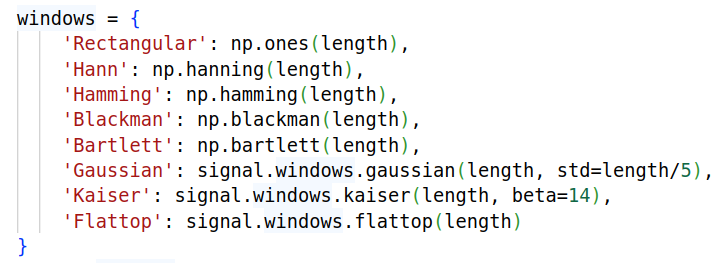 windows = {
    'Rectangular': np.ones(length),
    'Hann': np.hanning(length),
    'Hamming': np.hamming(length),
    'Blackman': np.blackman(length),
    'Bartlett': np.bartlett(length),
    'Gaussian': signal.windows.gaussian(length, std=length/5),
    'Kaiser': signal.windows.kaiser(length, beta=14),
    'Flattop': signal.windows.flattop(length)
}